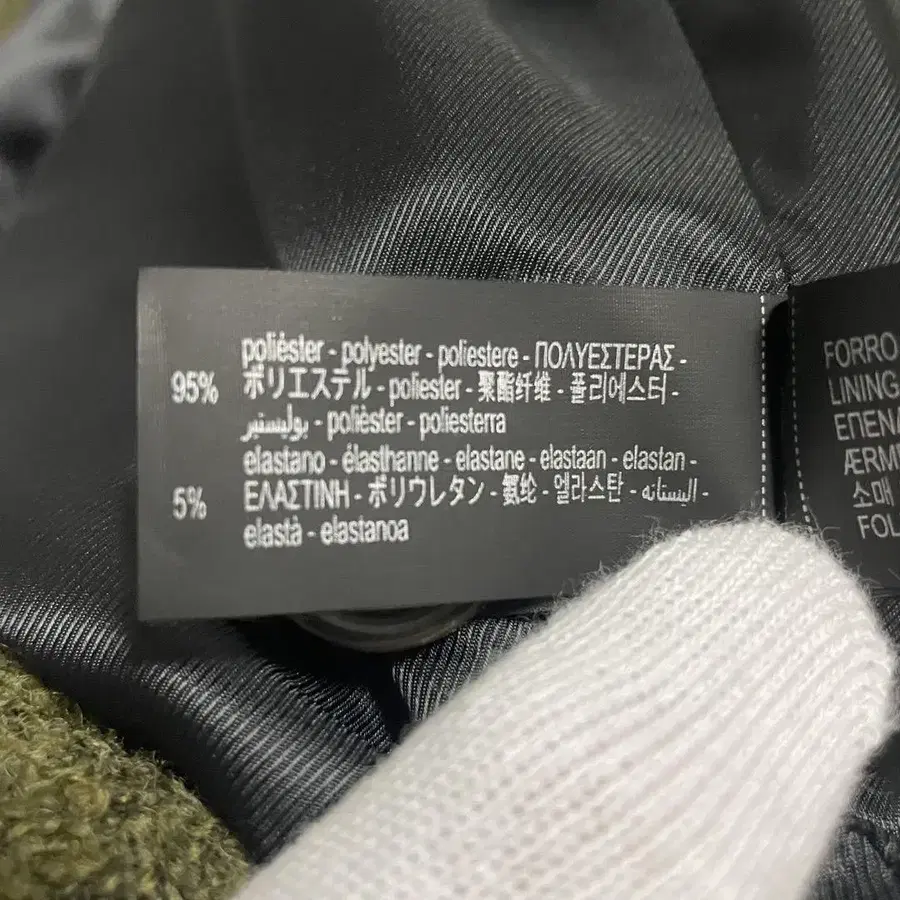 95%
poliéster - polyester - poliestere - ΠΟΛΥΕΣΤΕΡΑΣ -
ポリエステル - poliester - 聚酯纤维 - 폴리에스터 -
بوليستير - polièster - poliesterra
5%
elastano - élasthanne - elastane - elastaan - elastan -
ΕΛΑΣΤΙΝΗ - ポリウレタン - 氨纶 - 엘라스탄 - اليستانه -
elastà - elastanoa
FORRO
LINING
ΕΠΕΝΔ
ÆRM
소매
FOL